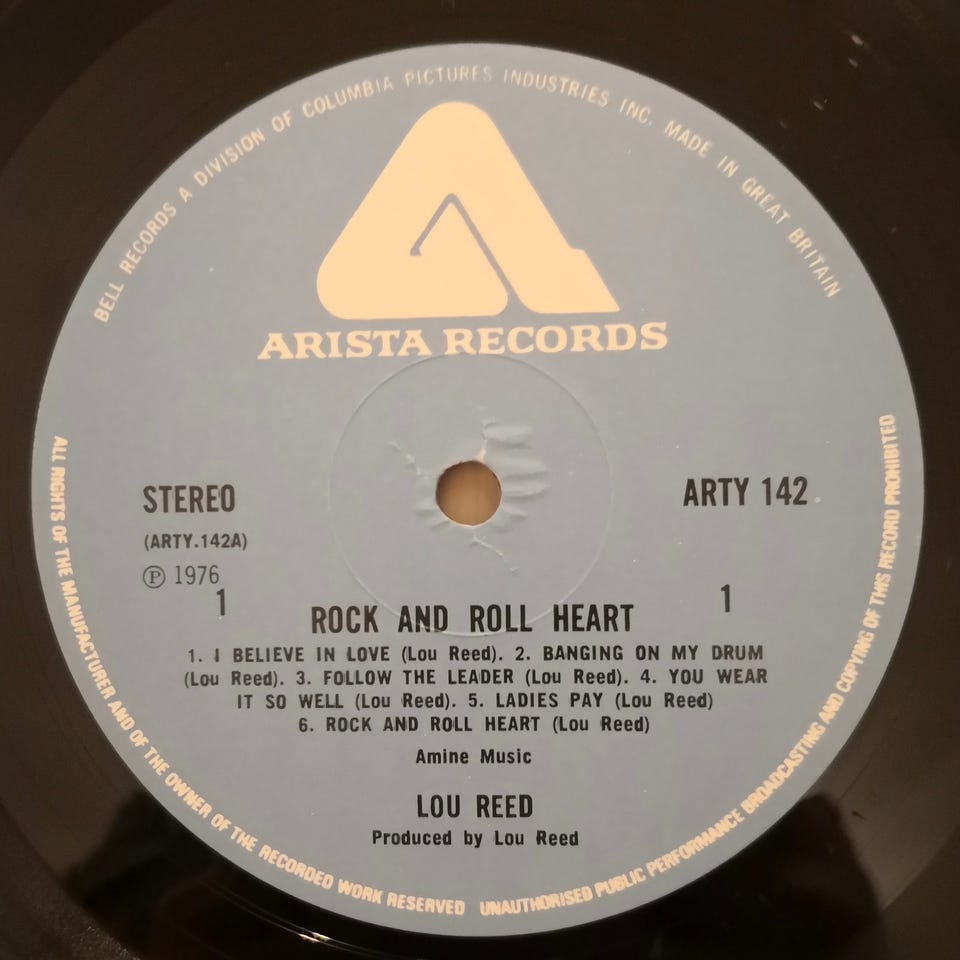 BELL RECORDS A DIVISION OF COLUMBIA PICTURES INDUSTRIES INC. MADE IN GREAT BRITAIN
ARISTA RECORDS
STEREO
ARTY 142
(ARTY.142A)
℗ 1976
1
1
ROCK AND ROLL HEART
1. I BELIEVE IN LOVE (Lou Reed). 2. BANGING ON MY DRUM
(Lou Reed). 3. FOLLOW THE LEADER (Lou Reed). 4. YOU WEAR
IT SO WELL (Lou Reed). 5. LADIES PAY (Lou Reed)
6. ROCK AND ROLL HEART (Lou Reed)
Amine Music
LOU REED
Produced by Lou Reed
ALL RIGHTS OF THE MANUFACTURER AND OF THE OWNER OF THE RECORDED WORK RESERVED UNAUTHORISED PUBLIC PERFORMANCE BROADCASTING AND COPYING OF THIS RECORD PROHIBITED